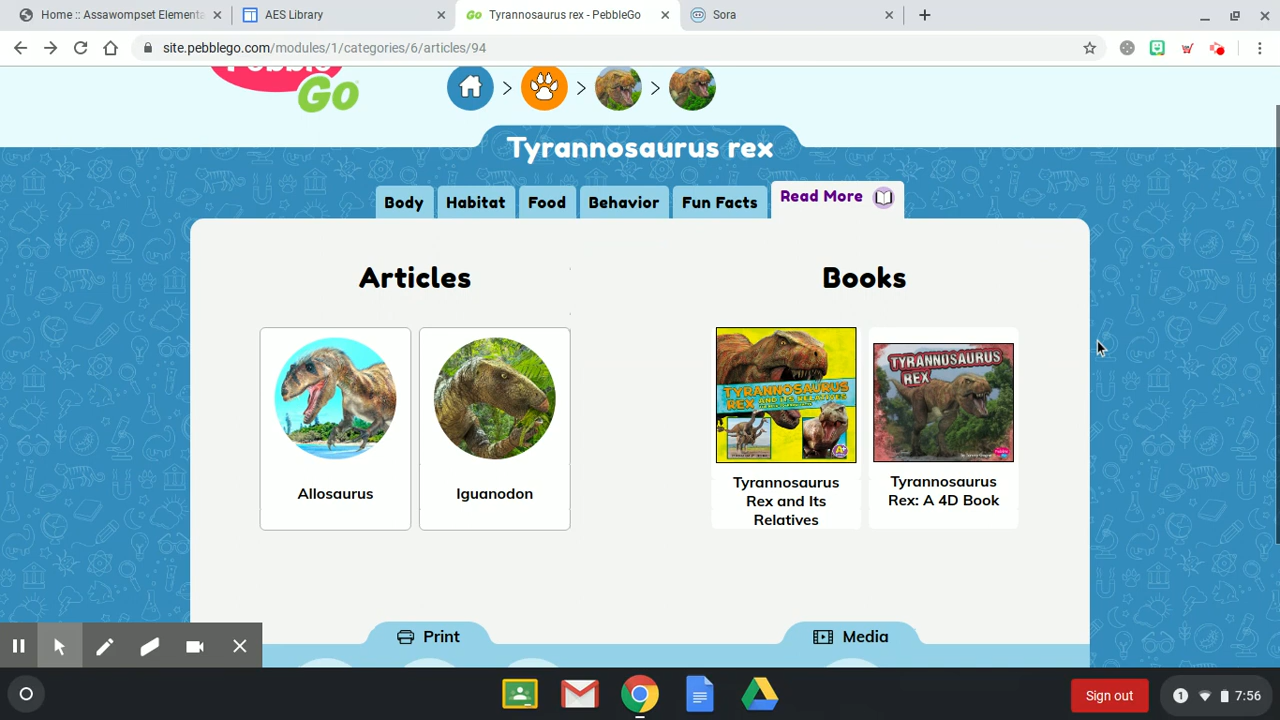 Home :: Assawompset Elementa
AES Library
Tyrannosaurus rex - PebbleGo
Sora
site.pebblego.com/modules/1/categories/6/articles/94
Pebble
GO
Tyrannosaurus rex
Body
Habitat
Food
Behavior
Fun Facts
Read More
Articles
Books
TYRANNOSAURUS
REX AND ITS RELATIVES
TYRANNOSAURUS
REX
Allosaurus
Iguanodon
Tyrannosaurus
Rex and Its
Relatives
Tyrannosaurus
Rex: A 4D Book
Print
Media
Sign out
1
7:56